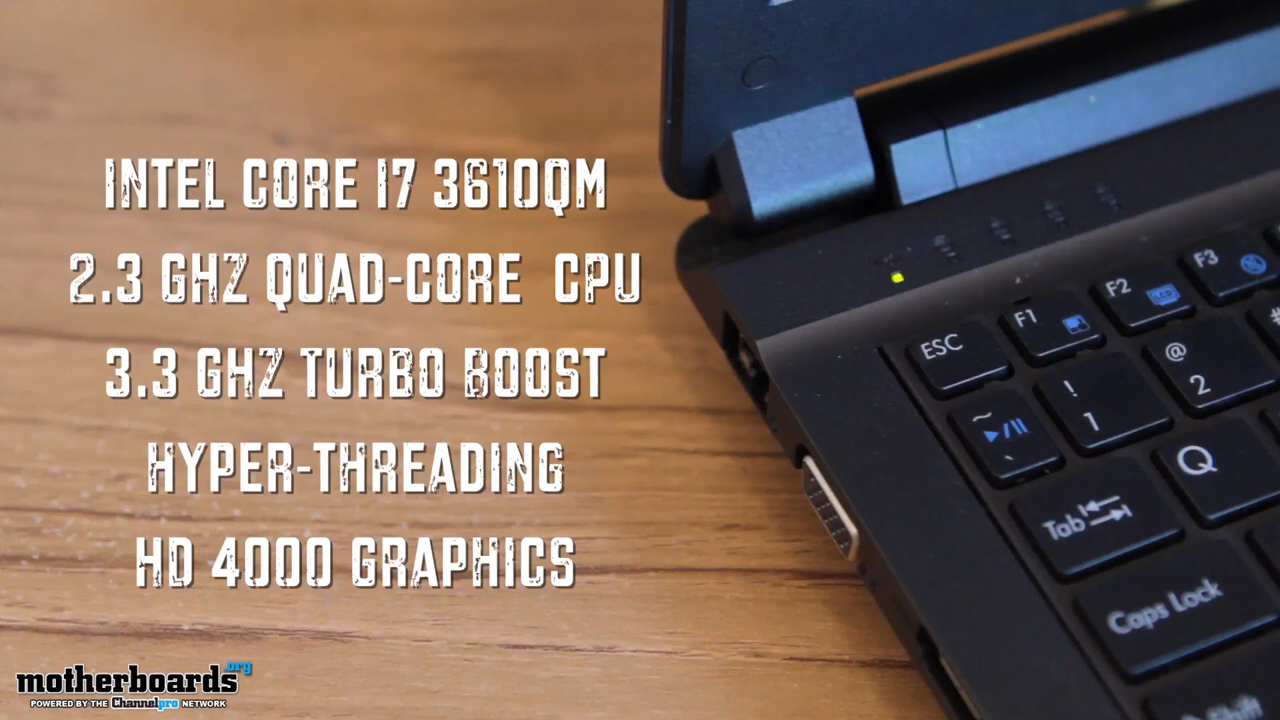 INTEL CORE I7 3610QM
2.3 GHZ QUAD-CORE CPU
3.3 GHZ TURBO BOOST
HYPER-THREADING
HD 4000 GRAPHICS
motherboards.org
POWERED BY THE Channelpro NETWORK
ESC F1 F2 F3
~ ` ! 1 @ 2 #
Tab Q
Caps Lock
Shift